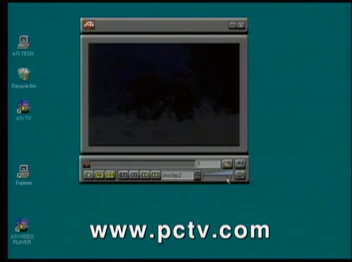 ATI TECH
Recycle Bin
ATI TV
Explorer
ATI VIDEO
PLAYER
www.pctv.com